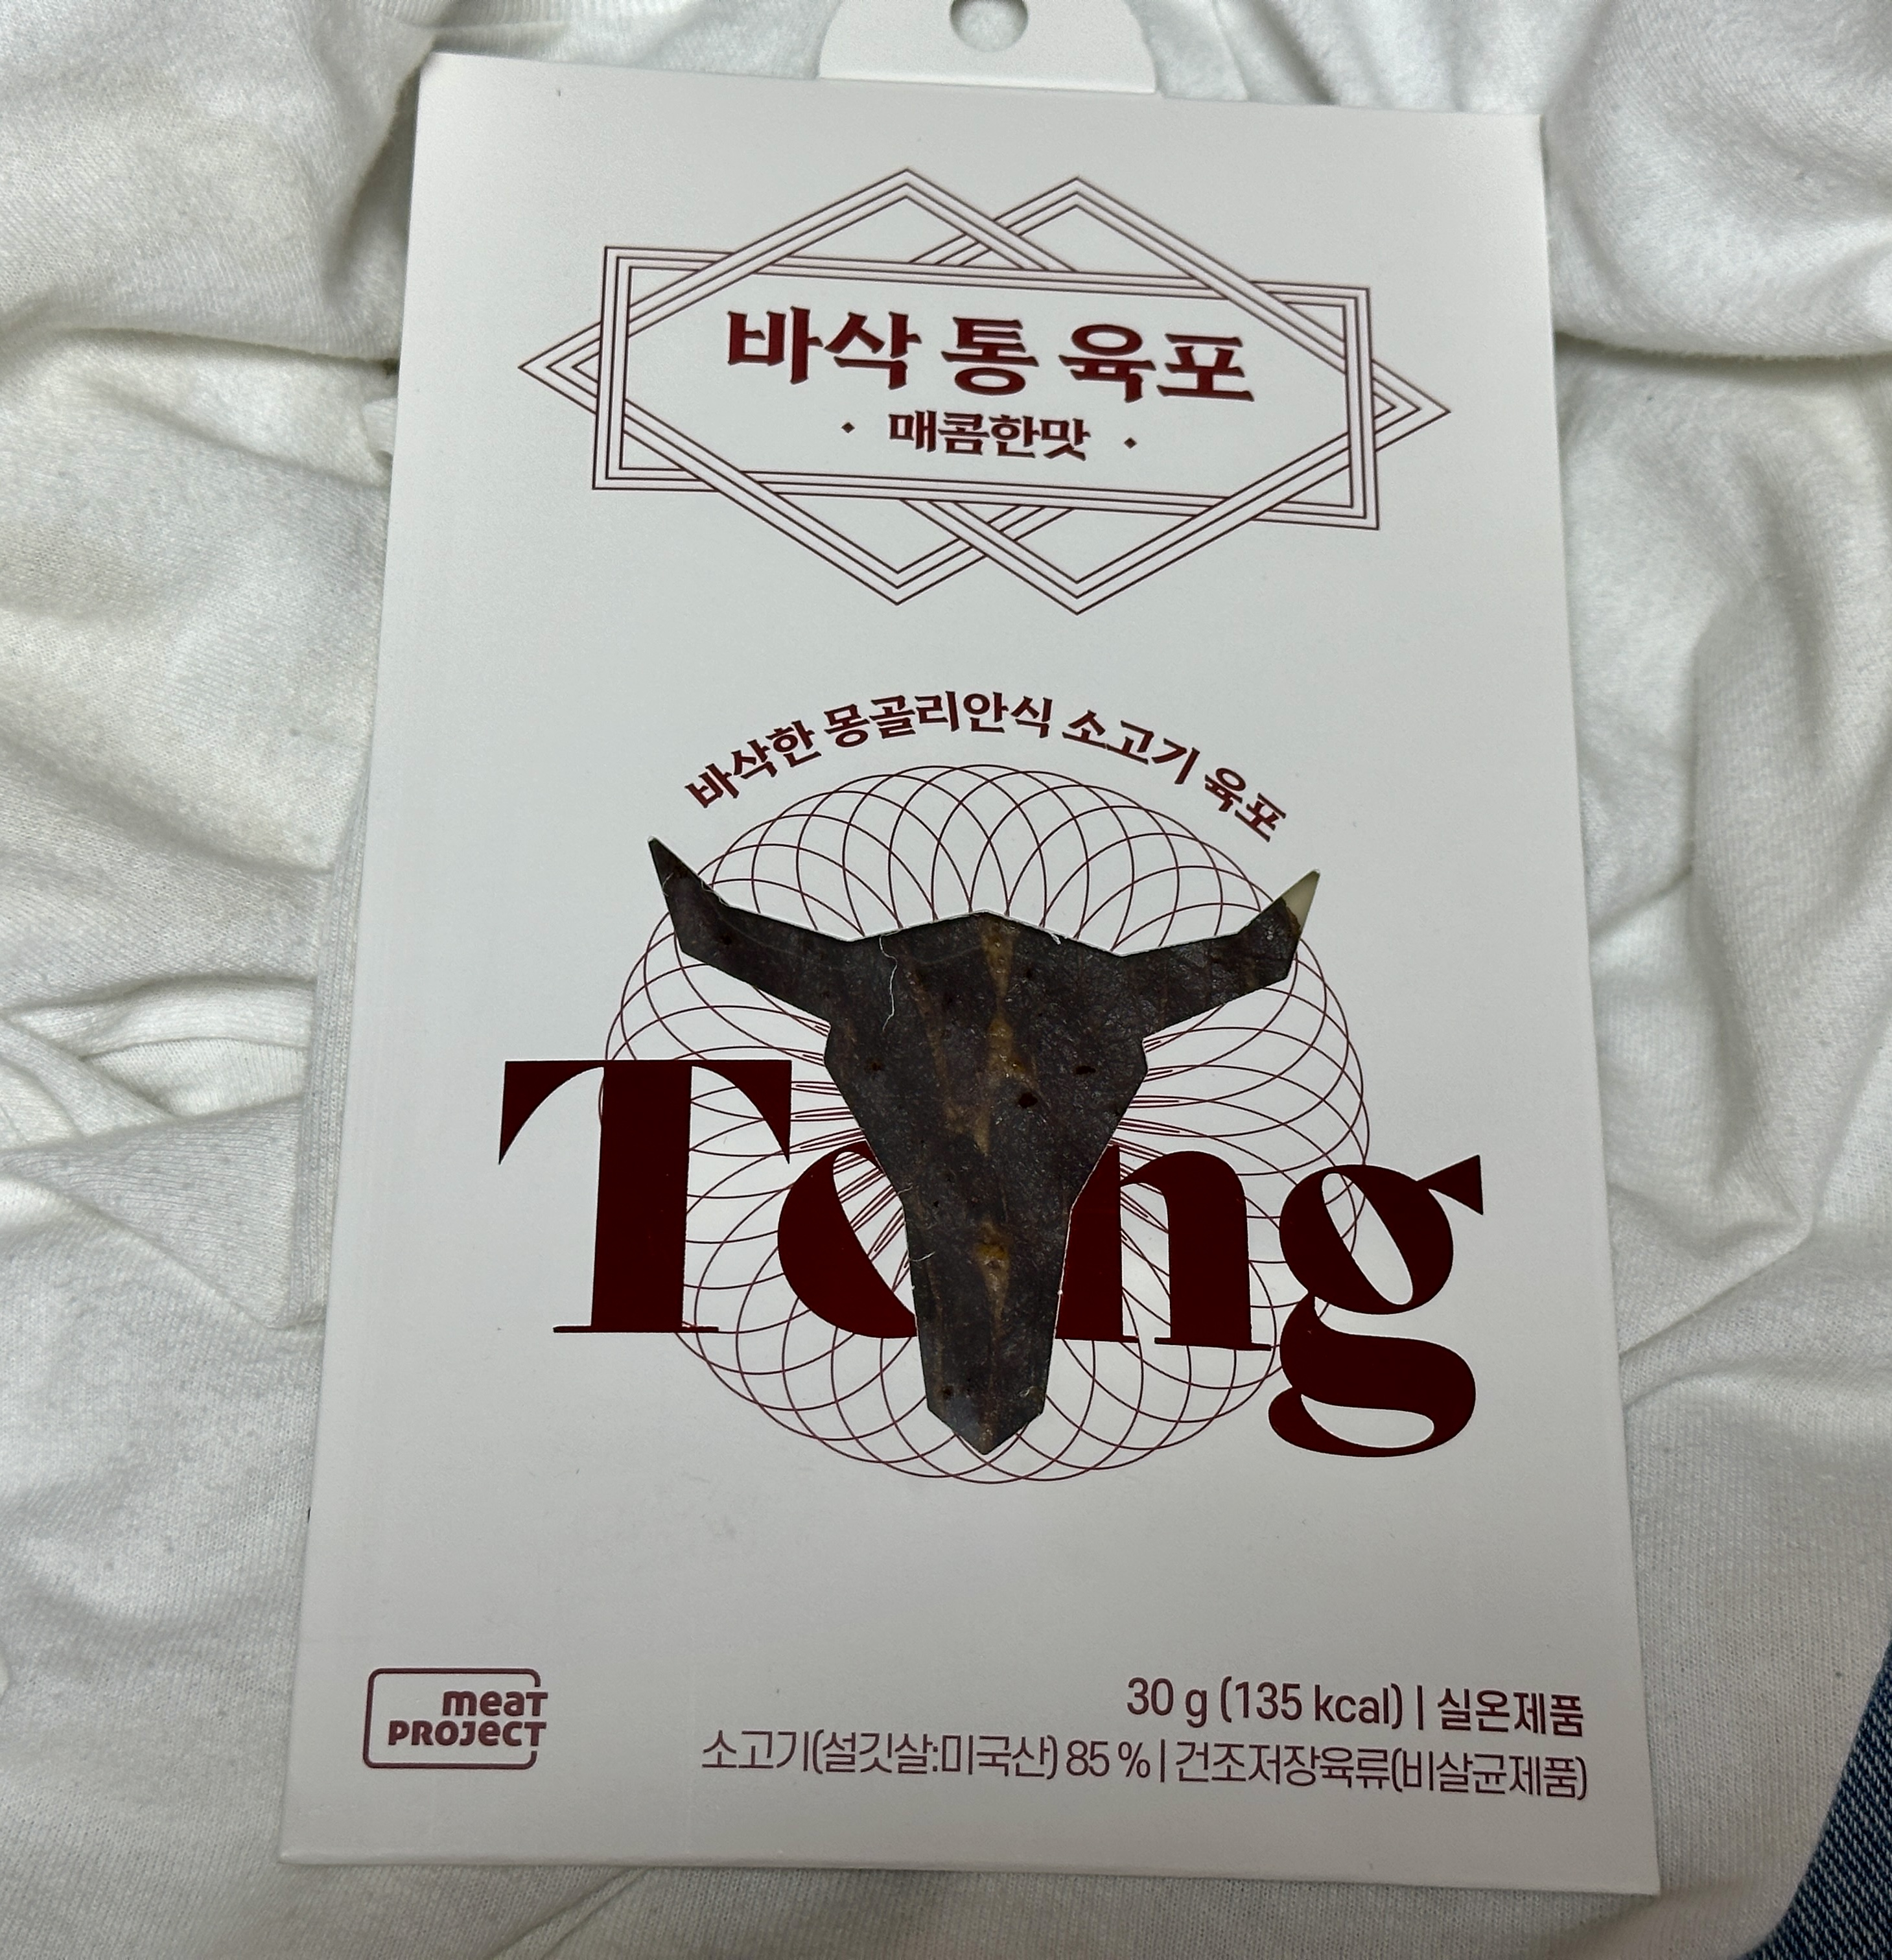 바삭 통 육포
· 매콤한맛 ·
바삭한 몽골리안식 소고기 육포
Tong
meat
PROJECT
30 g (135 kcal) | 실온제품
소고기(설깃살:미국산) 85 % | 건조저장육류(비살균제품)